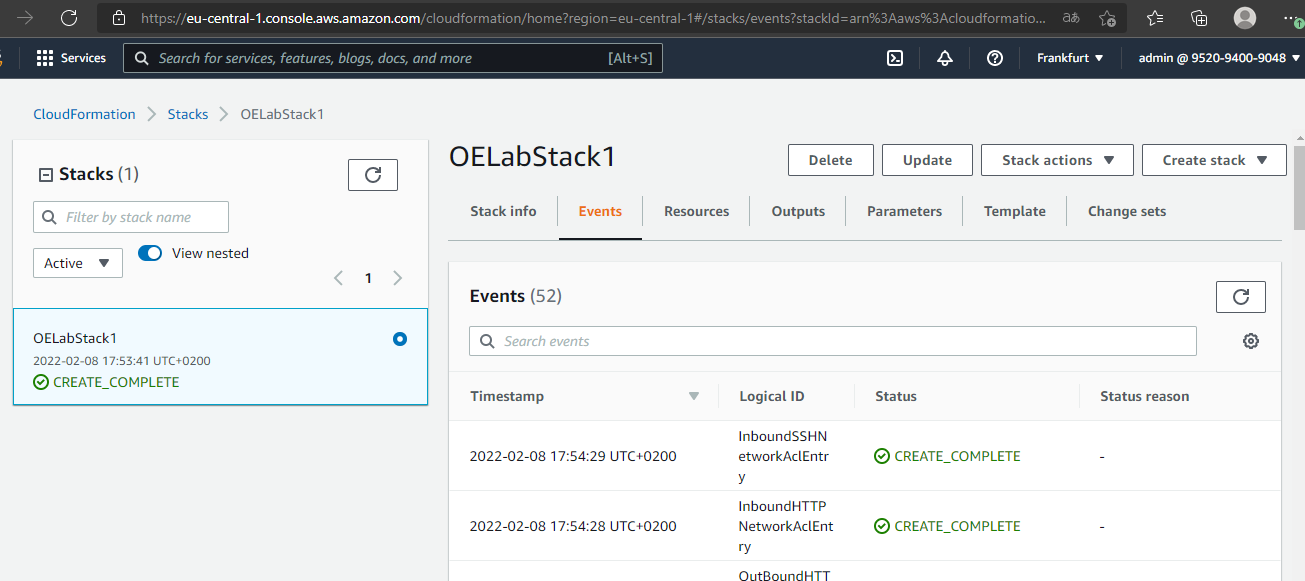 https://eu-central-1.console.aws.amazon.com/cloudformation/home?region=eu-central-1#/stacks/events?stackId=arn%3Aaws%3Acloudformatio...
Services
Search for services, features, blogs, docs, and more
[Alt+S]
Frankfurt
admin @ 9520-9400-9048
CloudFormation
Stacks
OELabStack1
Stacks (1)
Filter by stack name
Active
View nested
1
OELabStack1
2022-02-08 17:53:41 UTC+0200
CREATE_COMPLETE
OELabStack1
Delete
Update
Stack actions
Create stack
Stack info
Events
Resources
Outputs
Parameters
Template
Change sets
Events (52)
Search events
Timestamp
Logical ID
Status
Status reason
2022-02-08 17:54:29 UTC+0200
InboundSSHN
etworkAclEntr
y
CREATE_COMPLETE
-
2022-02-08 17:54:28 UTC+0200
InboundHTTP
NetworkAclEnt
ry
CREATE_COMPLETE
-
OutBoundHTT